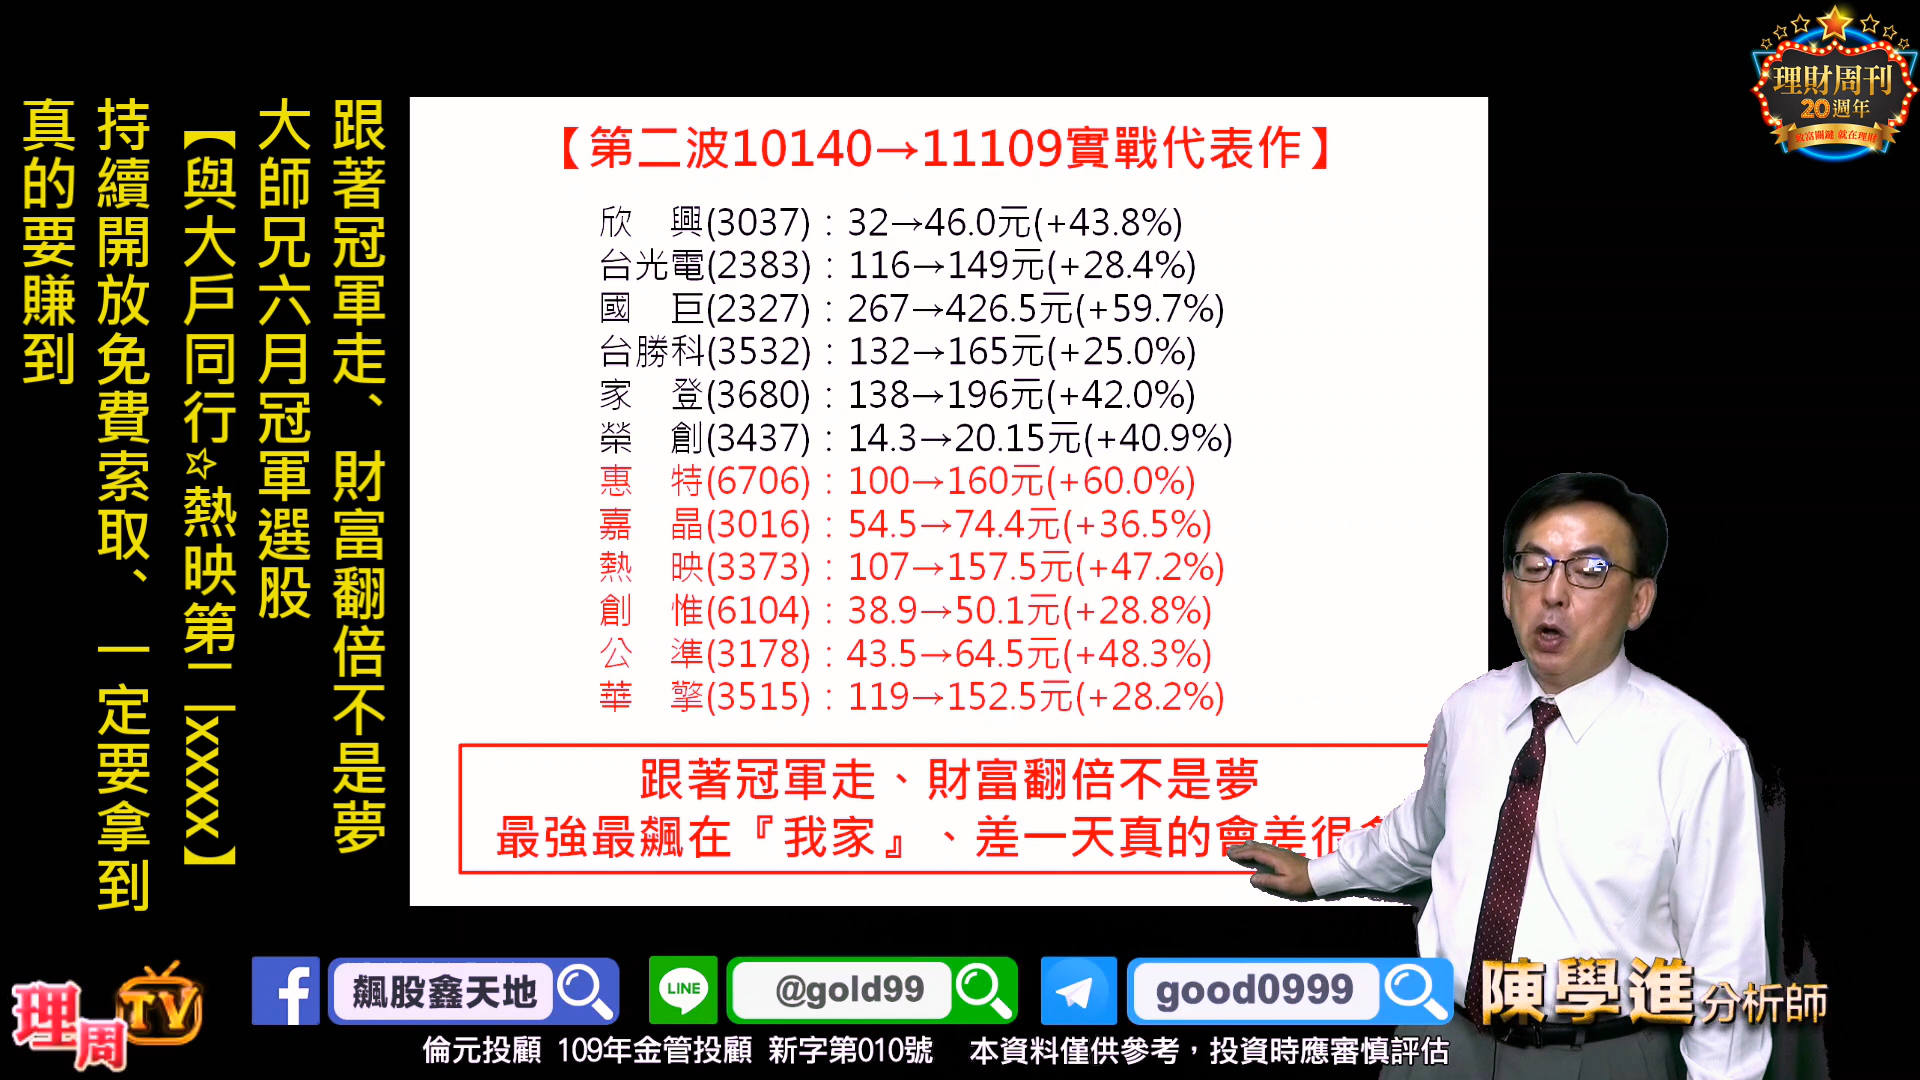 跟著冠軍走、財富翻倍不是夢
大師兄六月冠軍選股
【與大戶同行☆熱映第二xxxx】
持續開放免費索取、一定要拿到
真的要賺到
【第二波10140→11109實戰代表作】
欣　興(3037)：32→46.0元(+43.8%)
台光電(2383)：116→149元(+28.4%)
國　巨(2327)：267→426.5元(+59.7%)
台勝科(3532)：132→165元(+25.0%)
家　登(3680)：138→196元(+42.0%)
榮　創(3437)：14.3→20.15元(+40.9%)
惠　特(6706)：100→160元(+60.0%)
嘉　晶(3016)：54.5→74.4元(+36.5%)
熱　映(3373)：107→157.5元(+47.2%)
創　惟(6104)：38.9→50.1元(+28.8%)
公　準(3178)：43.5→64.5元(+48.3%)
華　擎(3515)：119→152.5元(+28.2%)
跟著冠軍走、財富翻倍不是夢
最強最飆在『我家』、差一天真的會差很
理財周刊
20週年
致富關鍵 就在理財
理周TV
f 飆股鑫天地
LINE @gold99
good0999
陳學進分析師
倫元投顧 109年金管投顧 新字第010號 本資料僅供參考，投資時應審慎評估